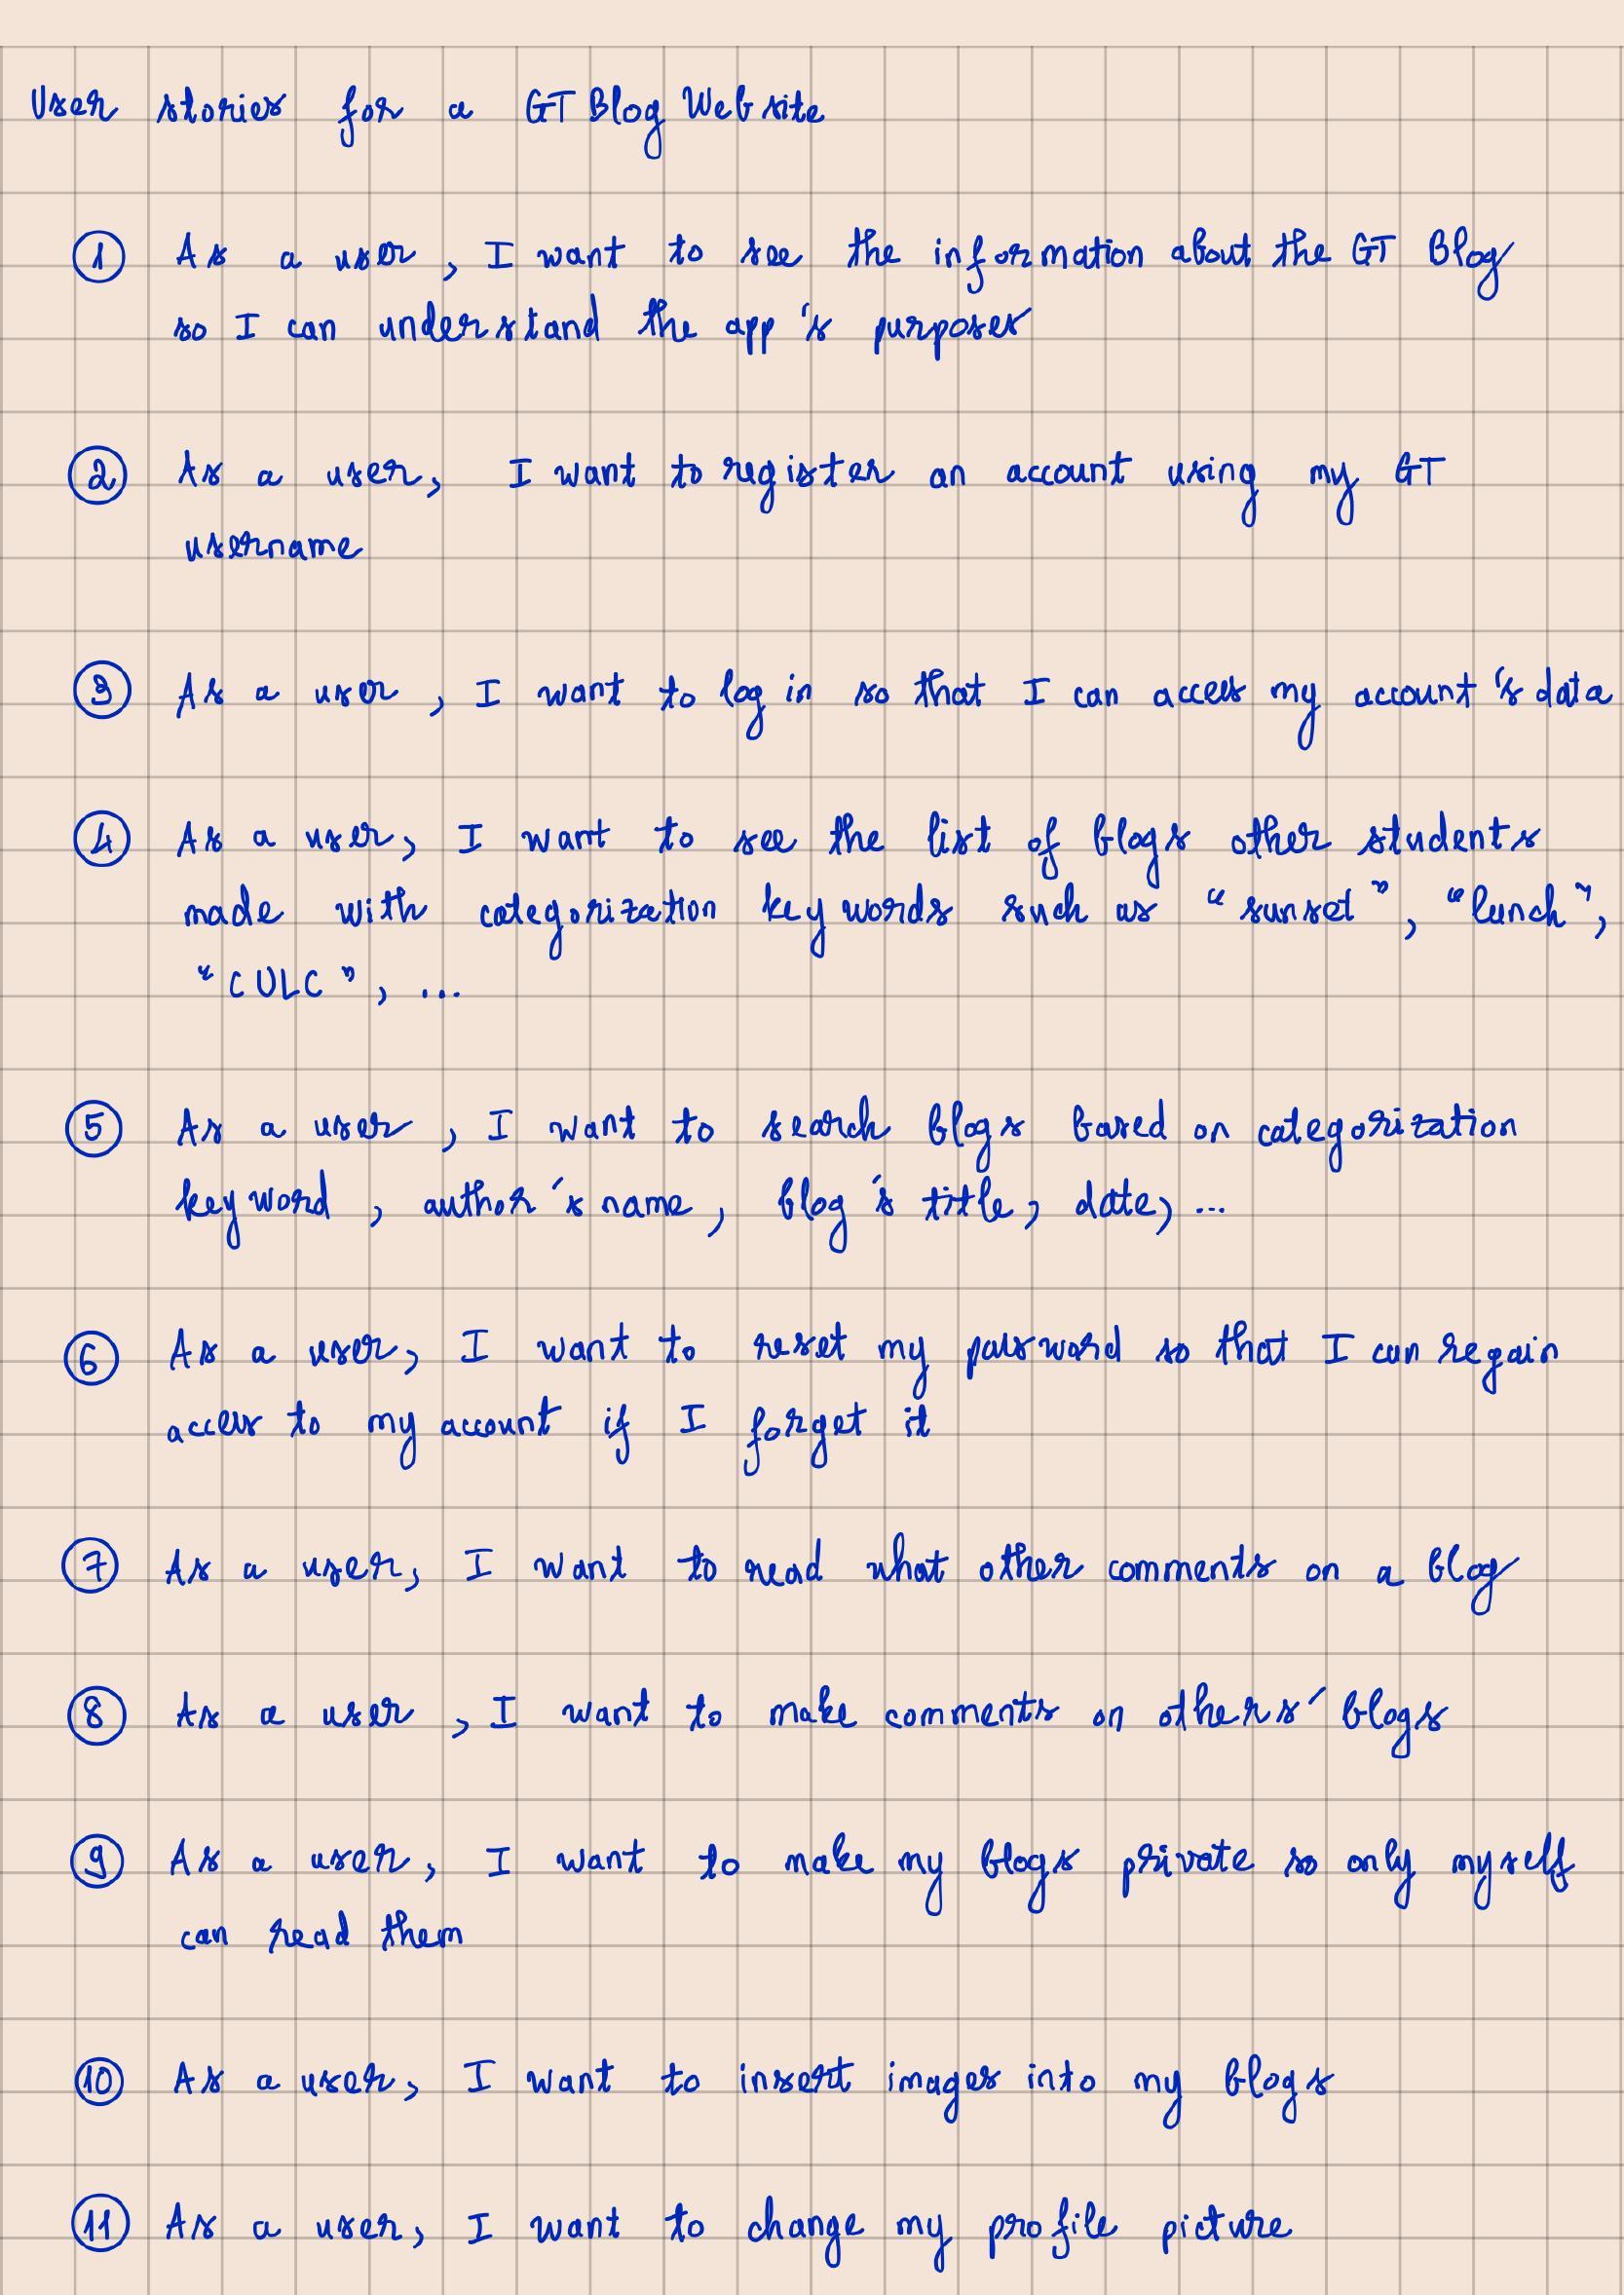 User stories for a GT Blog Website
① As a user, I want to see the information about the GT Blog
so I can understand the app's purposes
② As a user, I want to register an account using my GT
username
③ As a user, I want to log in so that I can access my account's data
④ As a user, I want to see the list of blogs other students
made with categorization keywords such as "sunset", "lunch",
"CULC", ...
⑤ As a user, I want to search blogs based on categorization
keyword, author's name, blog's title, date, ...
⑥ As a user, I want to reset my password so that I can regain
access to my account if I forget it
⑦ As a user, I want to read what other comments on a blog
⑧ As a user, I want to make comments on others' blogs
⑨ As a user, I want to make my blogs private so only myself
can read them
⑩ As a user, I want to insert images into my blogs
⑪ As a user, I want to change my profile picture